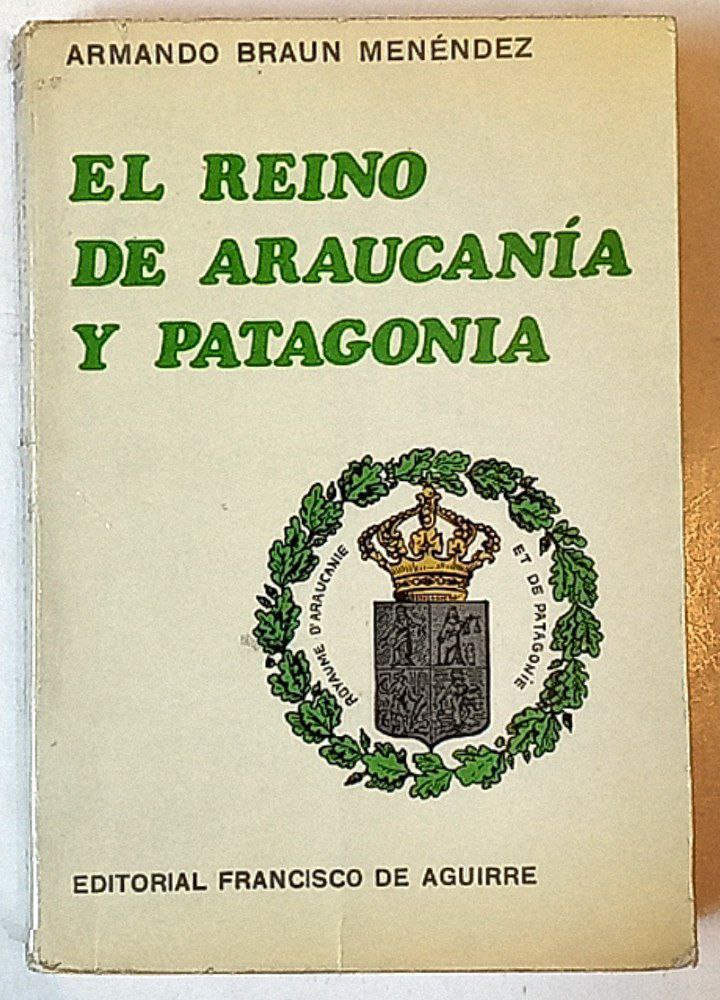 ARMANDO BRAUN MENÉNDEZ
EL REINO
DE ARAUCANÍA
Y PATAGONIA
ROYAUME D'ARAUCANIE
ET DE PATAGONIE
EDITORIAL FRANCISCO DE AGUIRRE